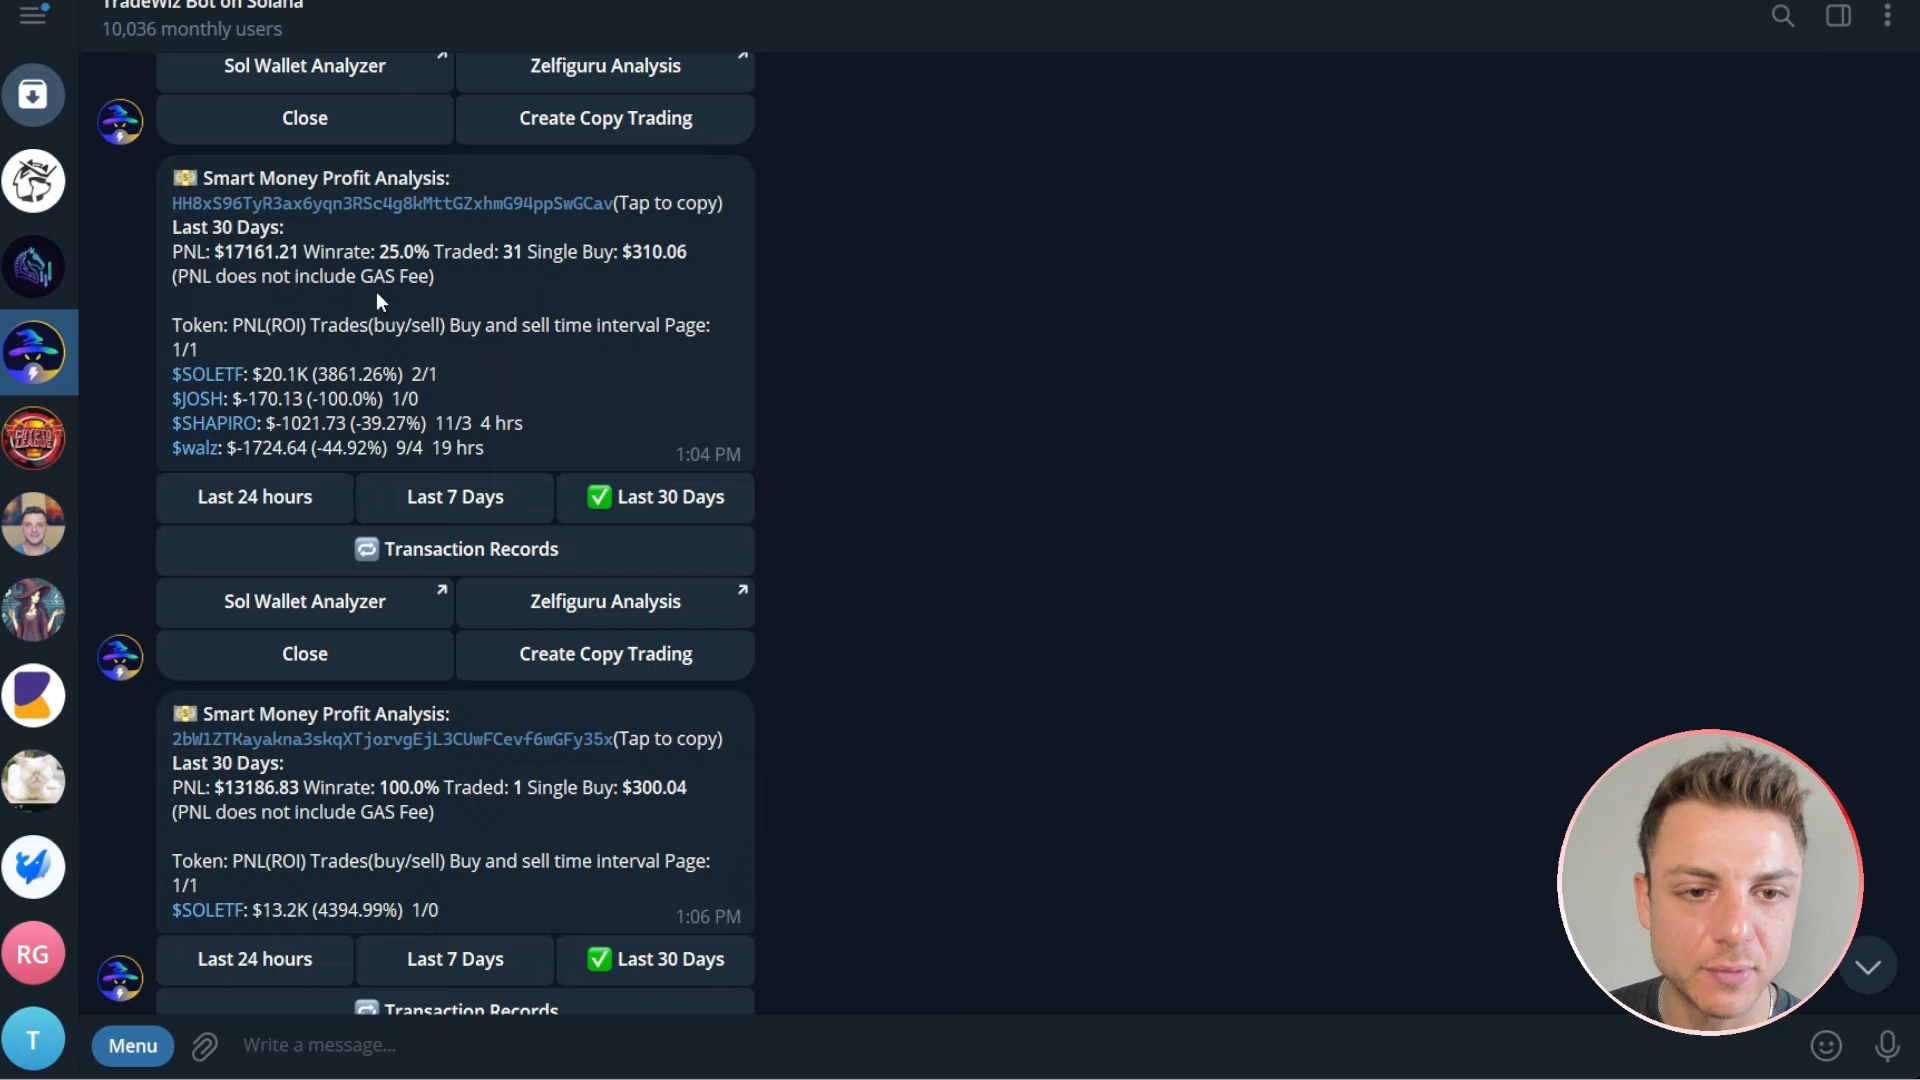 TradeWiz Bot on Solana
10,036 monthly users
Sol Wallet Analyzer
Zelfiguru Analysis
Close
Create Copy Trading
Smart Money Profit Analysis:
HH8xS96TyR3ax6yqn3RSc4g8kMttGZxhmG94ppSwGCav(Tap to copy)
Last 30 Days:
PNL: $17161.21 Winrate: 25.0% Traded: 31 Single Buy: $310.06
(PNL does not include GAS Fee)
Token: PNL(ROI) Trades(buy/sell) Buy and sell time interval Page:
1/1
$SOLETF: $20.1K (3861.26%) 2/1
$JOSH: $-170.13 (-100.0%) 1/0
$SHAPIRO: $-1021.73 (-39.27%) 11/3 4 hrs
$walz: $-1724.64 (-44.92%) 9/4 19 hrs
1:04 PM
Last 24 hours
Last 7 Days
Last 30 Days
Transaction Records
Sol Wallet Analyzer
Zelfiguru Analysis
Close
Create Copy Trading
Smart Money Profit Analysis:
2bW1ZTKayakna3skqXTjorvgEjL3CUwFCevf6wGFy35x(Tap to copy)
Last 30 Days:
PNL: $13186.83 Winrate: 100.0% Traded: 1 Single Buy: $300.04
(PNL does not include GAS Fee)
Token: PNL(ROI) Trades(buy/sell) Buy and sell time interval Page:
1/1
$SOLETF: $13.2K (4394.99%) 1/0
1:06 PM
Last 24 hours
Last 7 Days
Last 30 Days
Transaction Records
CRYPTO
LEAGUE
RG
T
Menu
Write a message...